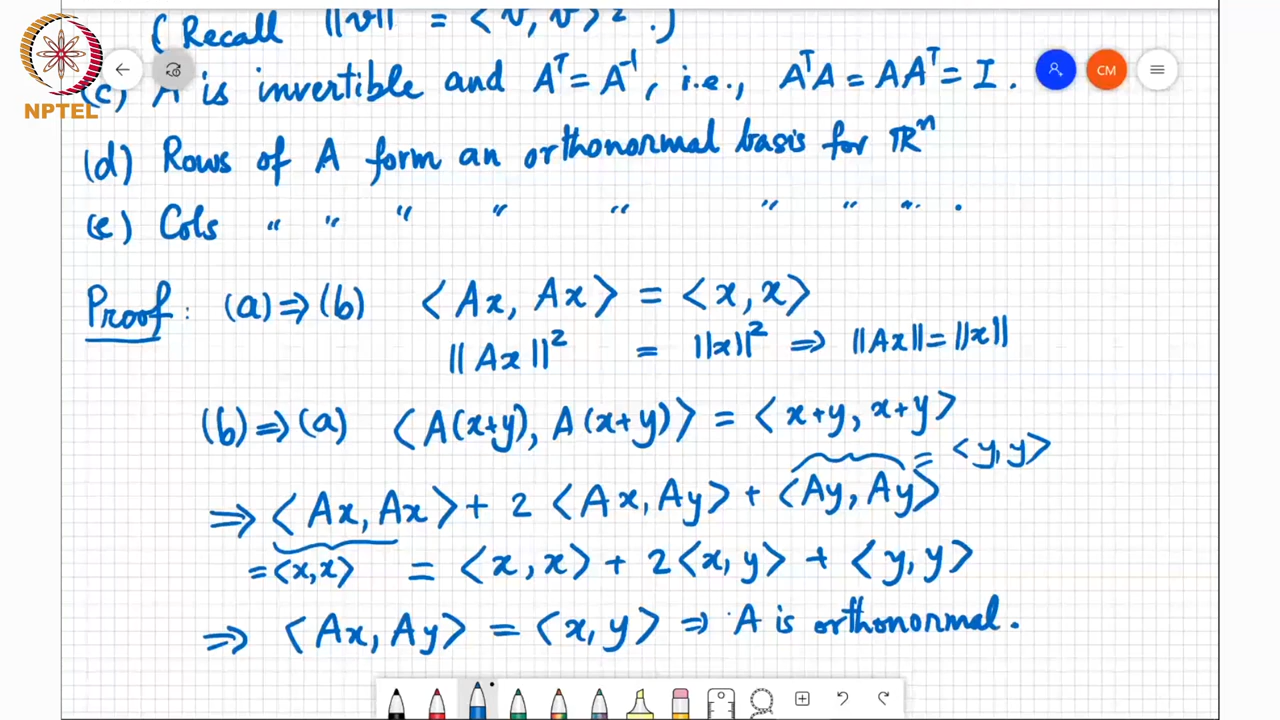 ( Recall ||v|| = <v, v>^½ .)
(c) A is invertible and Aᵀ = A⁻¹, i.e., AᵀA = AAᵀ = I.
(d) Rows of A form an orthonormal basis for ℝⁿ
(e) Cols " " " " " " " " .
Proof: (a) ⇒ (b) <Ax, Ax> = <x, x>
||Ax||² = ||x||² ⇒ ||Ax|| = ||x||
(b) ⇒ (a) <A(x+y), A(x+y)> = <x+y, x+y>
= <y, y>
⇒ <Ax, Ax> + 2 <Ax, Ay> + <Ay, Ay>
= <x, x> = <x, x> + 2<x, y> + <y, y>
⇒ <Ax, Ay> = <x, y> ⇒ A is orthonormal.
NPTEL
CM